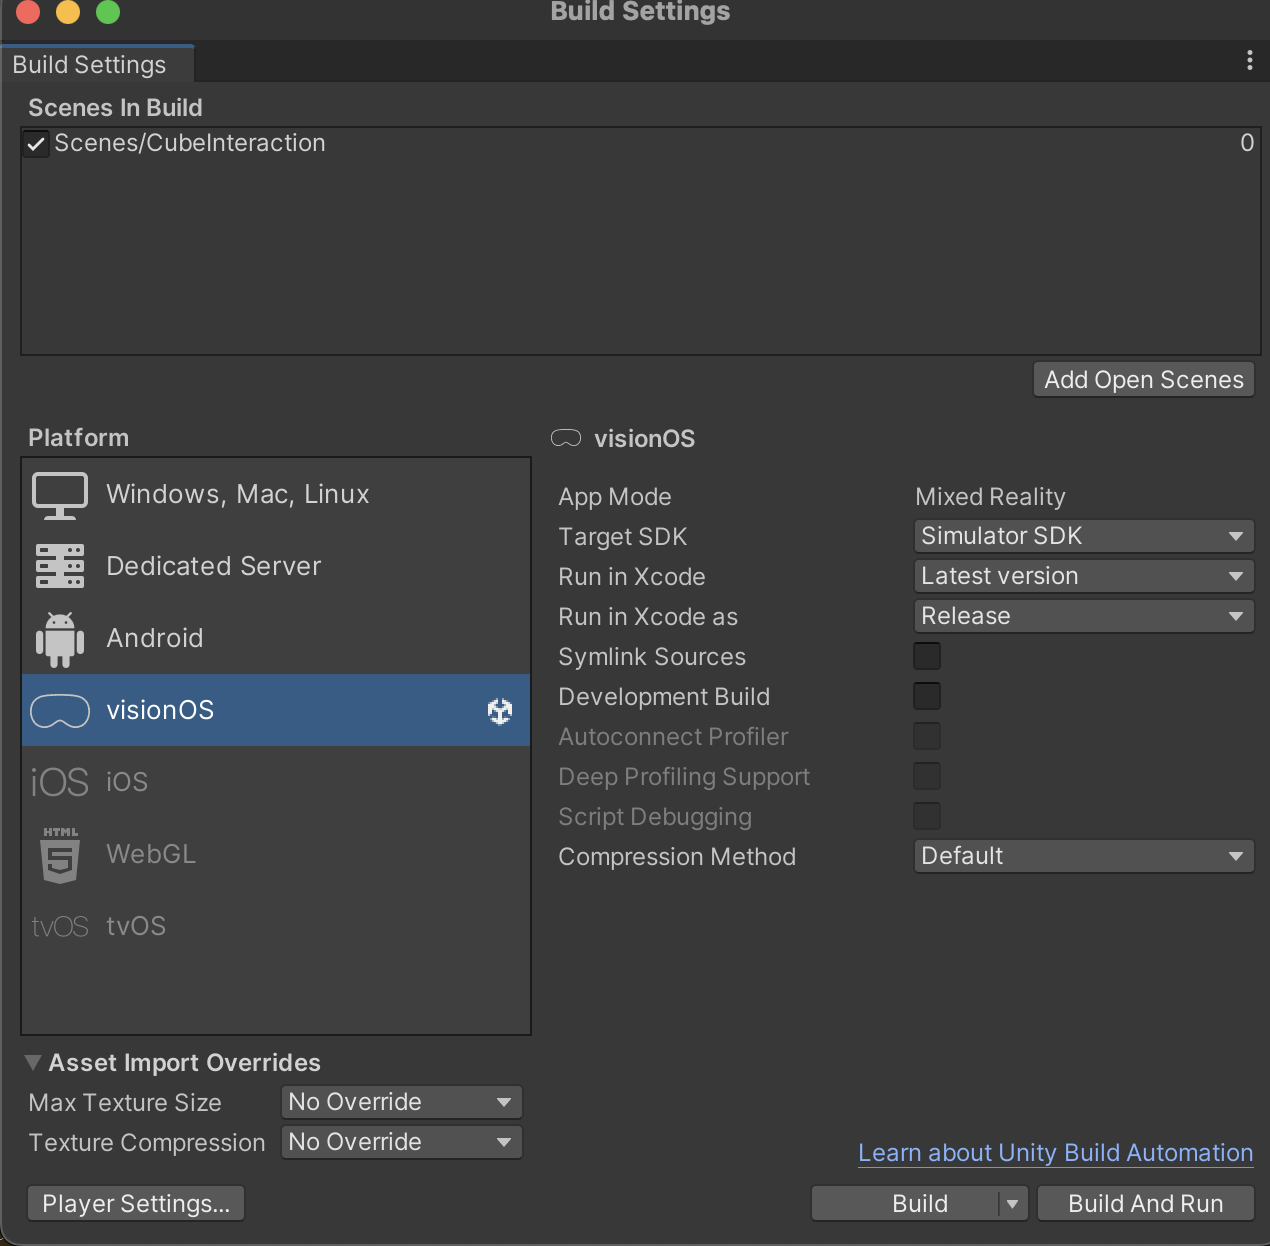 Build Settings
Build Settings
Scenes In Build
Scenes/CubeInteraction 0
Add Open Scenes
Platform
Windows, Mac, Linux
Dedicated Server
Android
visionOS
iOS iOS
HTML 5 WebGL
tvOS tvOS
visionOS
App Mode Mixed Reality
Target SDK Simulator SDK
Run in Xcode Latest version
Run in Xcode as Release
Symlink Sources
Development Build
Autoconnect Profiler
Deep Profiling Support
Script Debugging
Compression Method Default
Asset Import Overrides
Max Texture Size No Override
Texture Compression No Override
Learn about Unity Build Automation
Player Settings... Build Build And Run